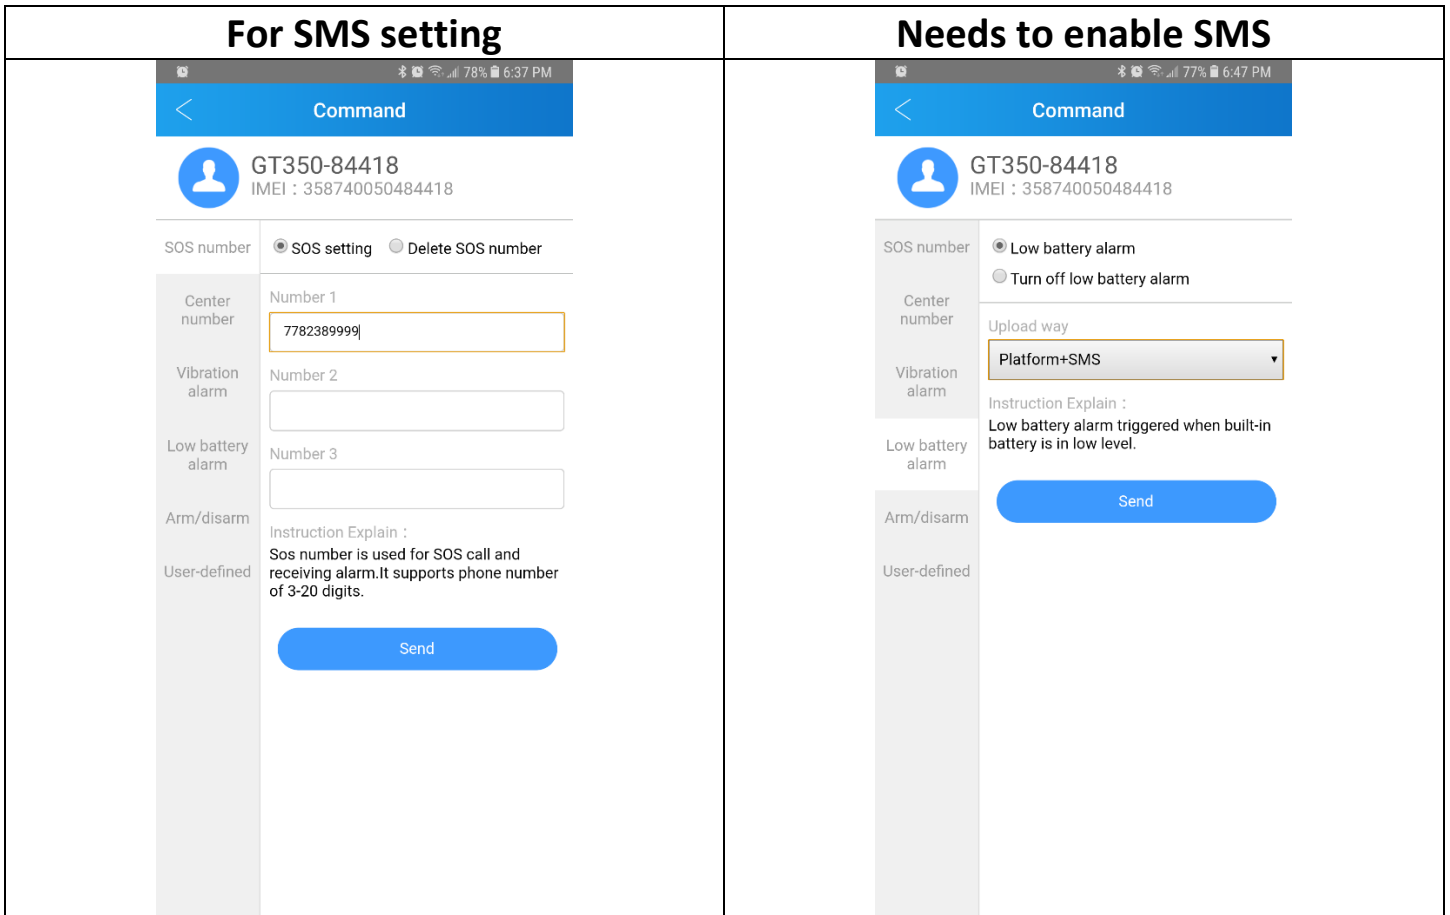 For SMS setting
78% 6:37 PM
Command
GT350-84418
IMEI : 358740050484418
SOS number
Center
number
Vibration
alarm
Low battery
alarm
Arm/disarm
User-defined
SOS setting Delete SOS number
Number 1
7782389999
Number 2
Number 3
Instruction Explain :
Sos number is used for SOS call and
receiving alarm.It supports phone number
of 3-20 digits.
Send
Needs to enable SMS
77% 6:47 PM
Command
GT350-84418
IMEI : 358740050484418
SOS number
Center
number
Vibration
alarm
Low battery
alarm
Arm/disarm
User-defined
Low battery alarm
Turn off low battery alarm
Upload way
Platform+SMS
Instruction Explain :
Low battery alarm triggered when built-in
battery is in low level.
Send